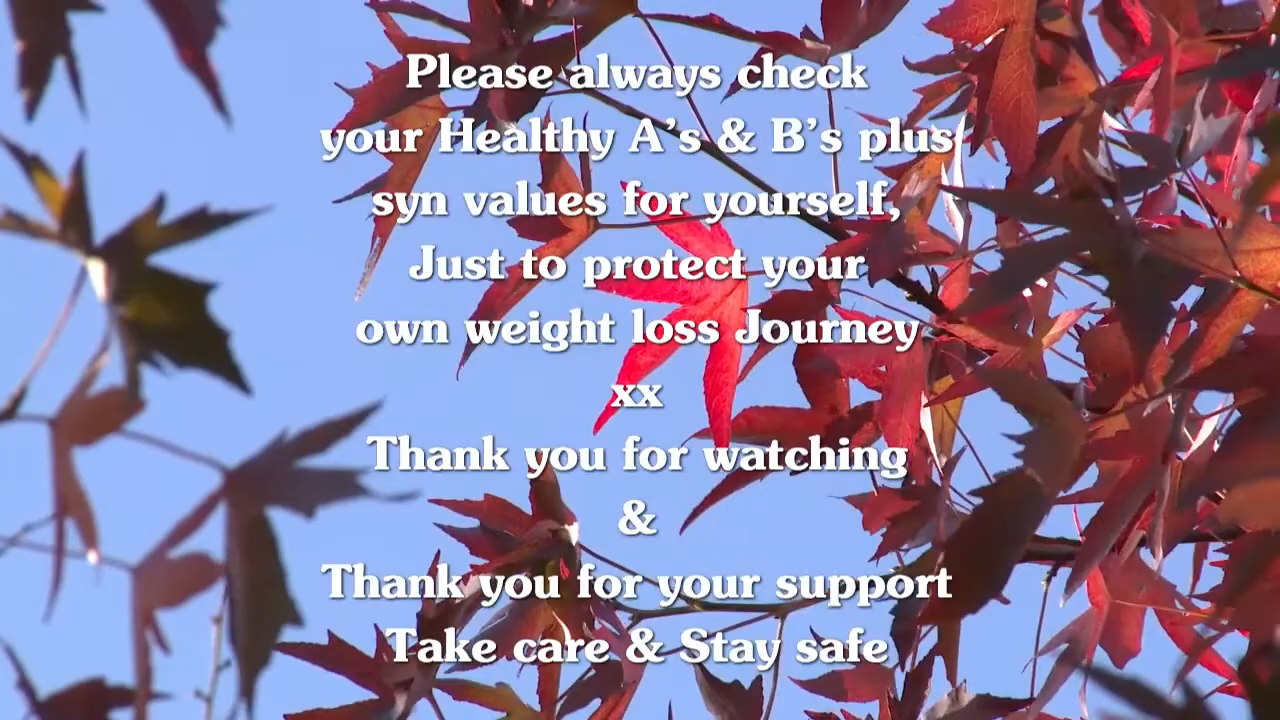 Please always check
your Healthy A's & B's plus
syn values for yourself,
Just to protect your
own weight loss Journey
xx
Thank you for watching
&
Thank you for your support
Take care & Stay safe